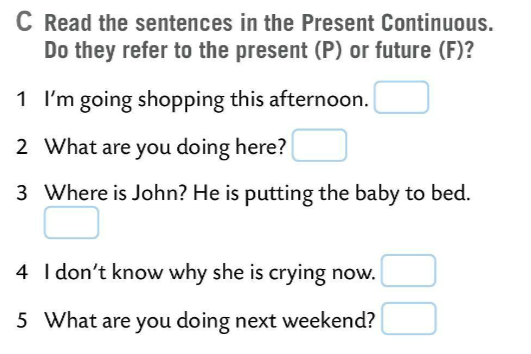 C Read the sentences in the Present Continuous.
Do they refer to the present (P) or future (F)?
1 I'm going shopping this afternoon.
2 What are you doing here?
3 Where is John? He is putting the baby to bed.
4 I don't know why she is crying now.
5 What are you doing next weekend?